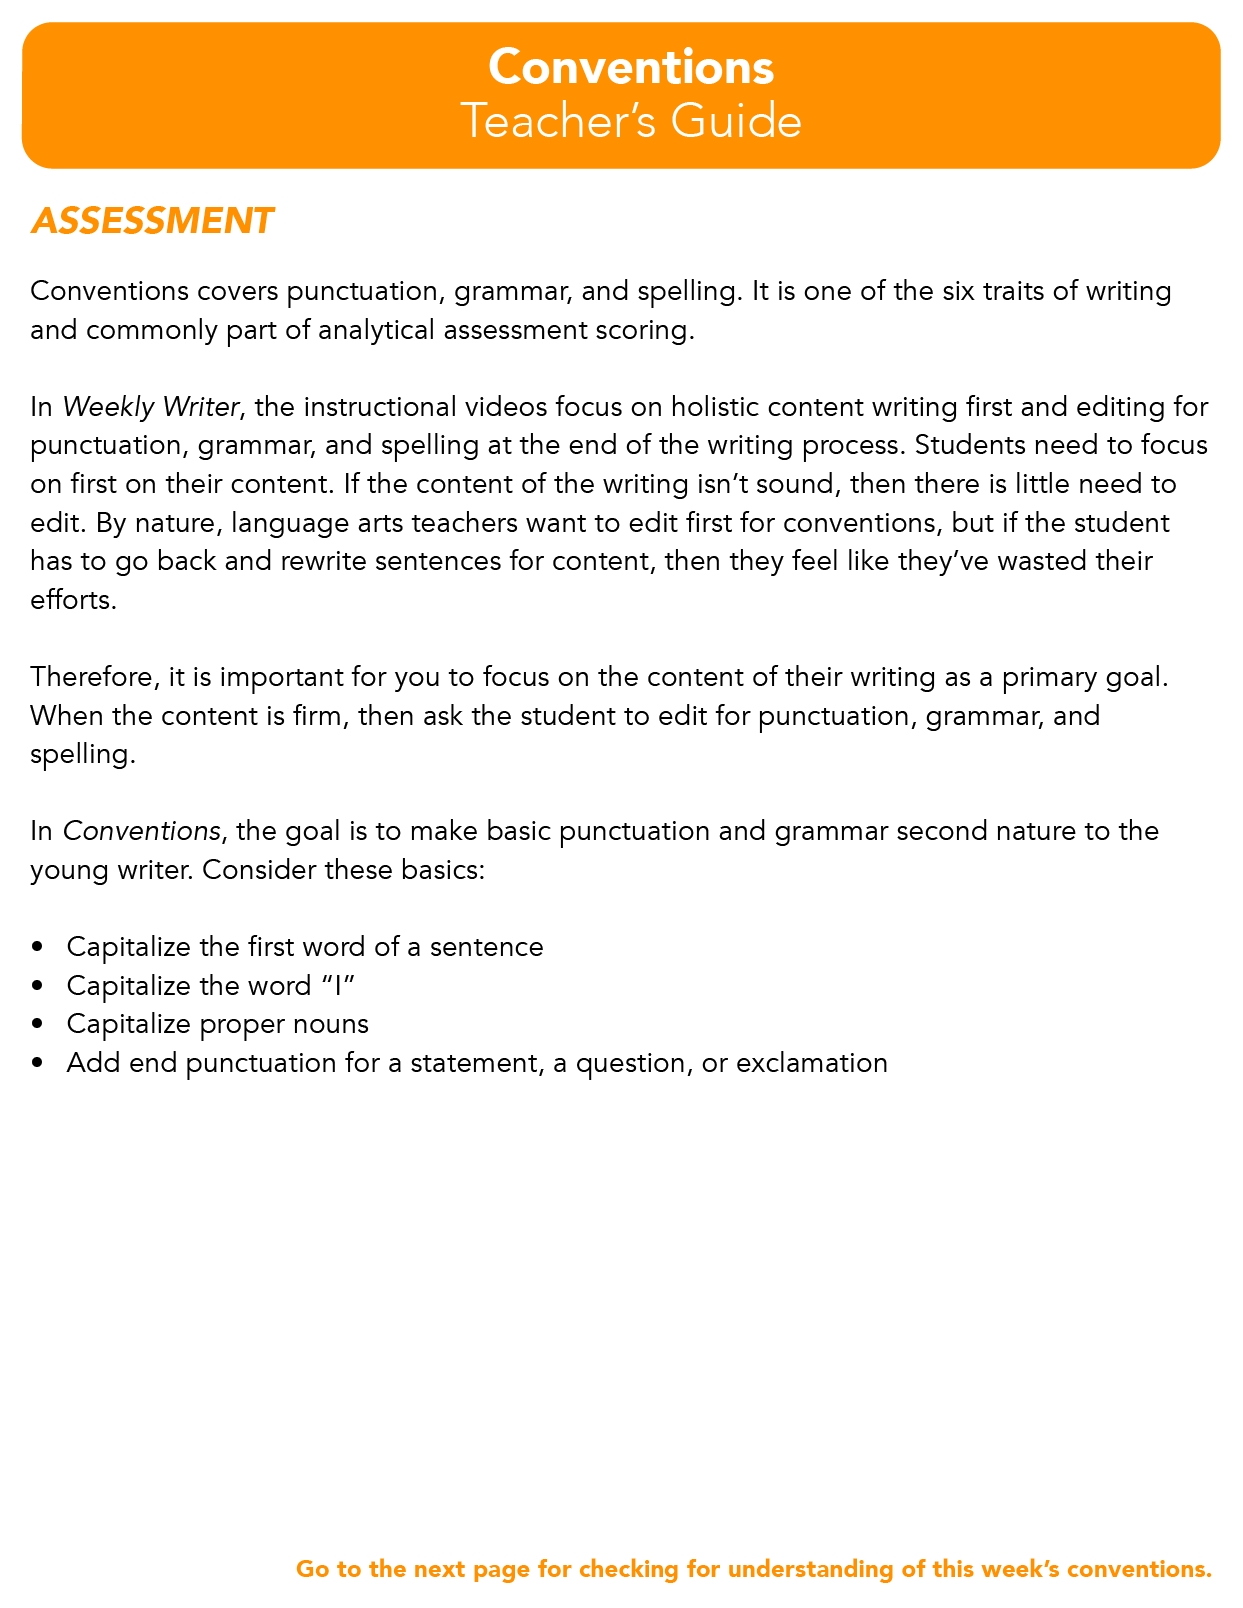 Conventions
Teacher’s Guide
ASSESSMENT
Conventions covers punctuation, grammar, and spelling. It is one of the six traits of writing
and commonly part of analytical assessment scoring.
In Weekly Writer, the instructional videos focus on holistic content writing first and editing for
punctuation, grammar, and spelling at the end of the writing process. Students need to focus
on first on their content. If the content of the writing isn’t sound, then there is little need to
edit. By nature, language arts teachers want to edit first for conventions, but if the student
has to go back and rewrite sentences for content, then they feel like they’ve wasted their
efforts.
Therefore, it is important for you to focus on the content of their writing as a primary goal.
When the content is firm, then ask the student to edit for punctuation, grammar, and
spelling.
In Conventions, the goal is to make basic punctuation and grammar second nature to the
young writer. Consider these basics:
• Capitalize the first word of a sentence
• Capitalize the word “I”
• Capitalize proper nouns
• Add end punctuation for a statement, a question, or exclamation
Go to the next page for checking for understanding of this week’s conventions.